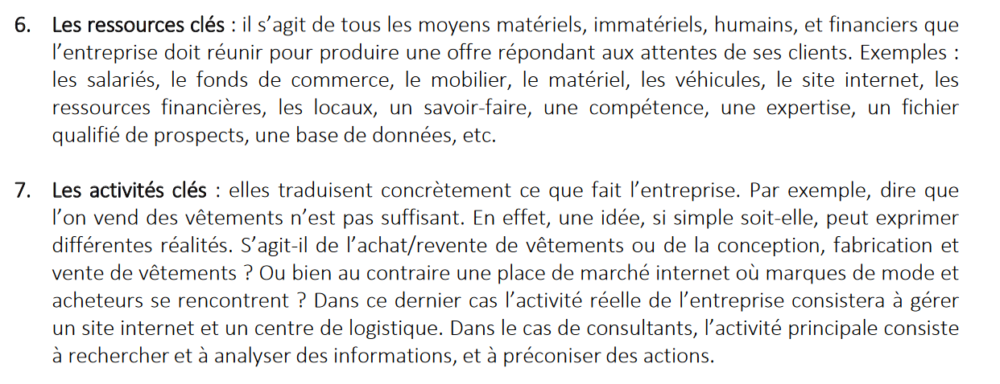 6. Les ressources clés : il s’agit de tous les moyens matériels, immatériels, humains, et financiers que
l’entreprise doit réunir pour produire une offre répondant aux attentes de ses clients. Exemples :
les salariés, le fonds de commerce, le mobilier, le matériel, les véhicules, le site internet, les
ressources financières, les locaux, un savoir-faire, une compétence, une expertise, un fichier
qualifié de prospects, une base de données, etc.
7. Les activités clés : elles traduisent concrètement ce que fait l’entreprise. Par exemple, dire que
l’on vend des vêtements n’est pas suffisant. En effet, une idée, si simple soit-elle, peut exprimer
différentes réalités. S’agit-il de l’achat/revente de vêtements ou de la conception, fabrication et
vente de vêtements ? Ou bien au contraire une place de marché internet où marques de mode et
acheteurs se rencontrent ? Dans ce dernier cas l’activité réelle de l’entreprise consistera à gérer
un site internet et un centre de logistique. Dans le cas de consultants, l’activité principale consiste
à rechercher et à analyser des informations, et à préconiser des actions.